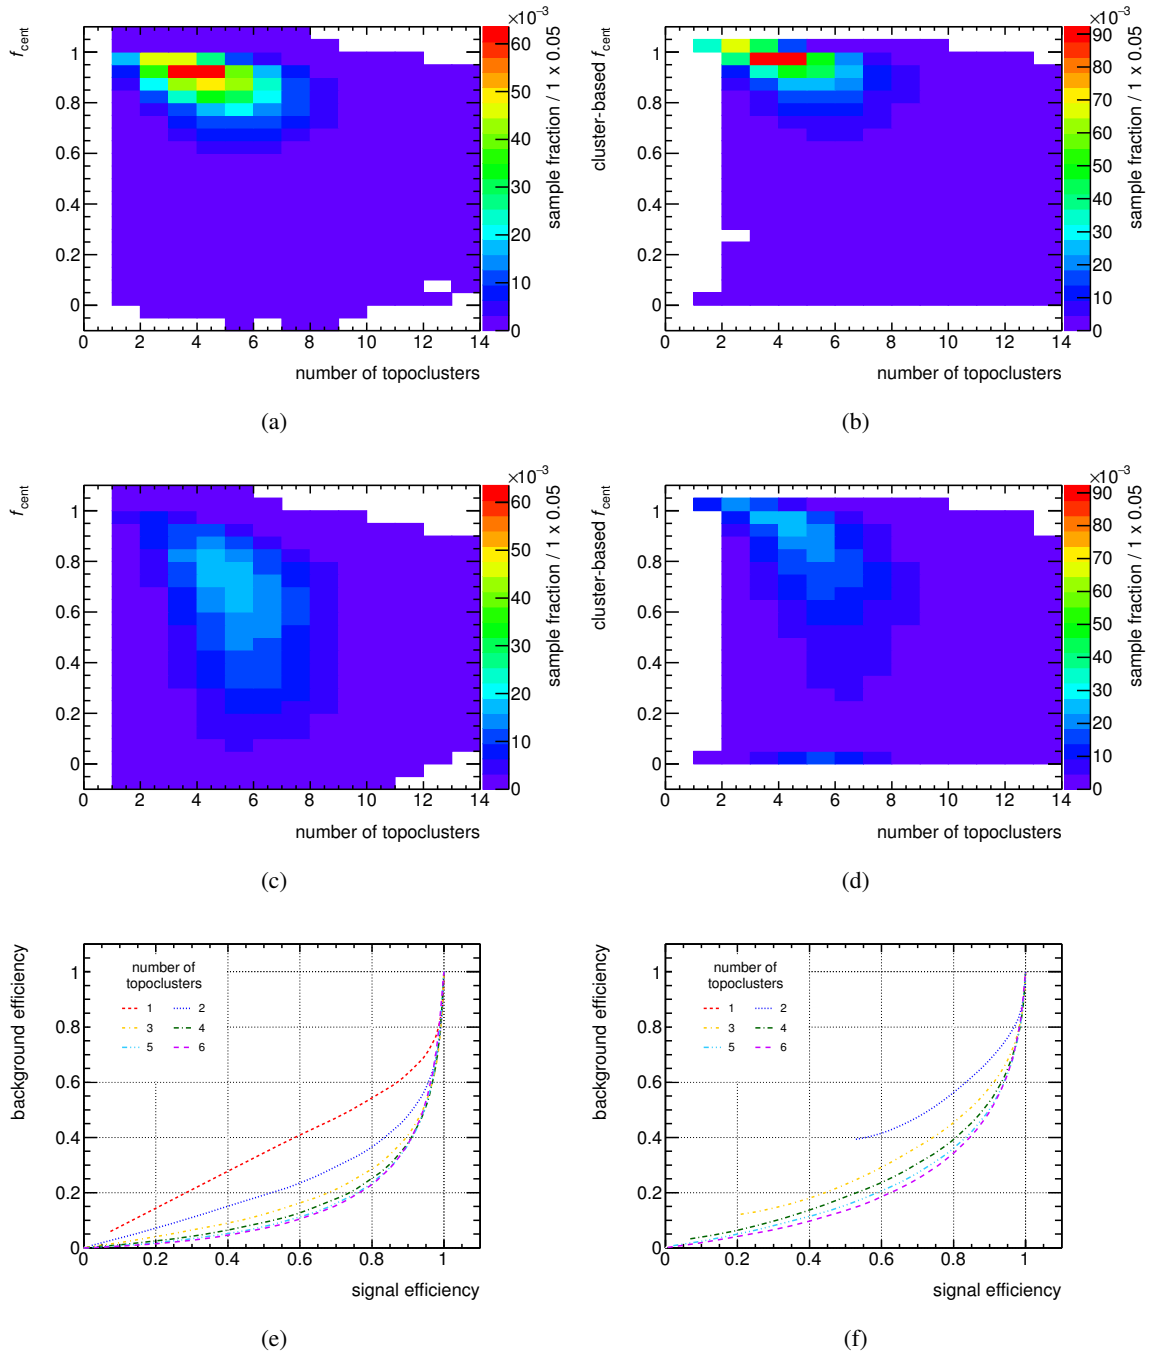 f_cent
×10⁻³
sample fraction / 1 x 0.05
1
0.8
0.6
0.4
0.2
0
60
50
40
30
20
10
0
0 2 4 6 8 10 12 14
number of topoclusters
(a)
cluster-based f_cent
×10⁻³
sample fraction / 1 x 0.05
1
0.8
0.6
0.4
0.2
0
90
80
70
60
50
40
30
20
10
0
0 2 4 6 8 10 12 14
number of topoclusters
(b)
f_cent
×10⁻³
sample fraction / 1 x 0.05
1
0.8
0.6
0.4
0.2
0
60
50
40
30
20
10
0
0 2 4 6 8 10 12 14
number of topoclusters
(c)
cluster-based f_cent
×10⁻³
sample fraction / 1 x 0.05
1
0.8
0.6
0.4
0.2
0
90
80
70
60
50
40
30
20
10
0
0 2 4 6 8 10 12 14
number of topoclusters
(d)
background efficiency
number of
topoclusters
1 2
3 4
5 6
1
0.8
0.6
0.4
0.2
0
0 0.2 0.4 0.6 0.8 1
signal efficiency
(e)
background efficiency
number of
topoclusters
1 2
3 4
5 6
1
0.8
0.6
0.4
0.2
0
0 0.2 0.4 0.6 0.8 1
signal efficiency
(f)